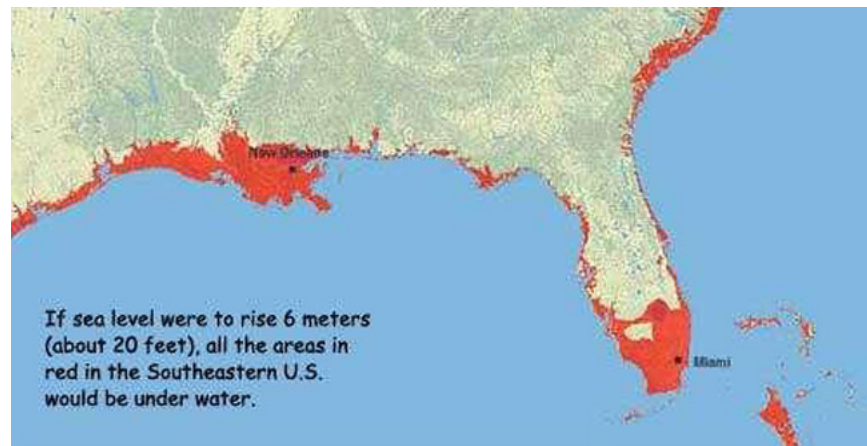 New Orleans
If sea level were to rise 6 meters
(about 20 feet), all the areas in
red in the Southeastern U.S.
would be under water.
Miami